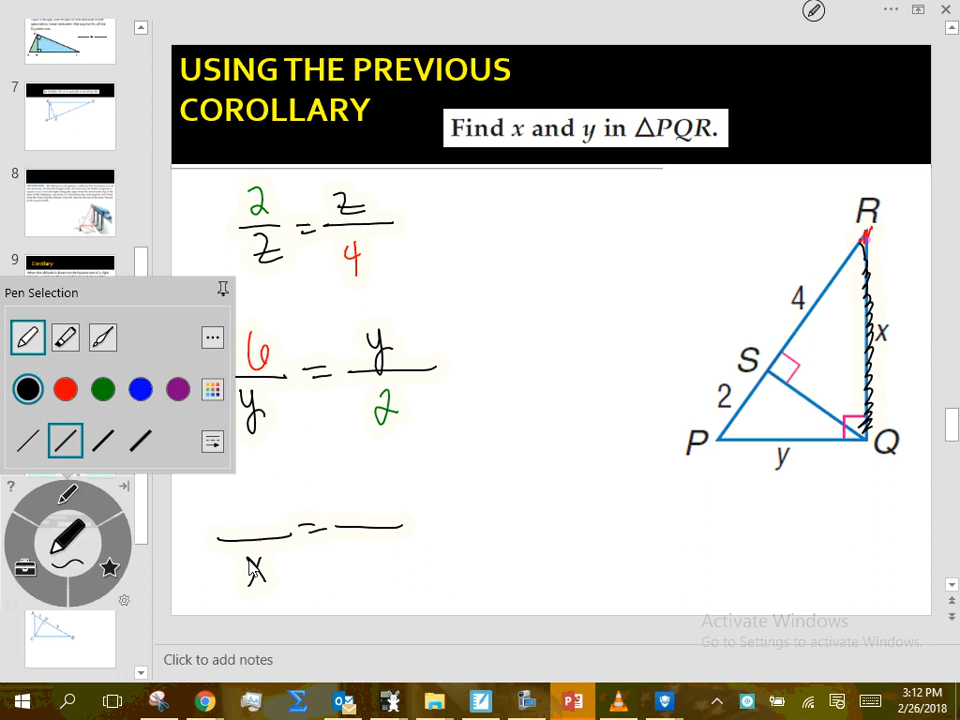 7
8
9
Corollary
USING THE PREVIOUS
COROLLARY
Find x and y in △PQR.
2/z = z/4
6/y = y/2
= 
x
R
4
x
S
2
P
y
Q
Pen Selection
?
Activate Windows
Go to Settings to activate Windows.
Click to add notes
3:12 PM
2/26/2018